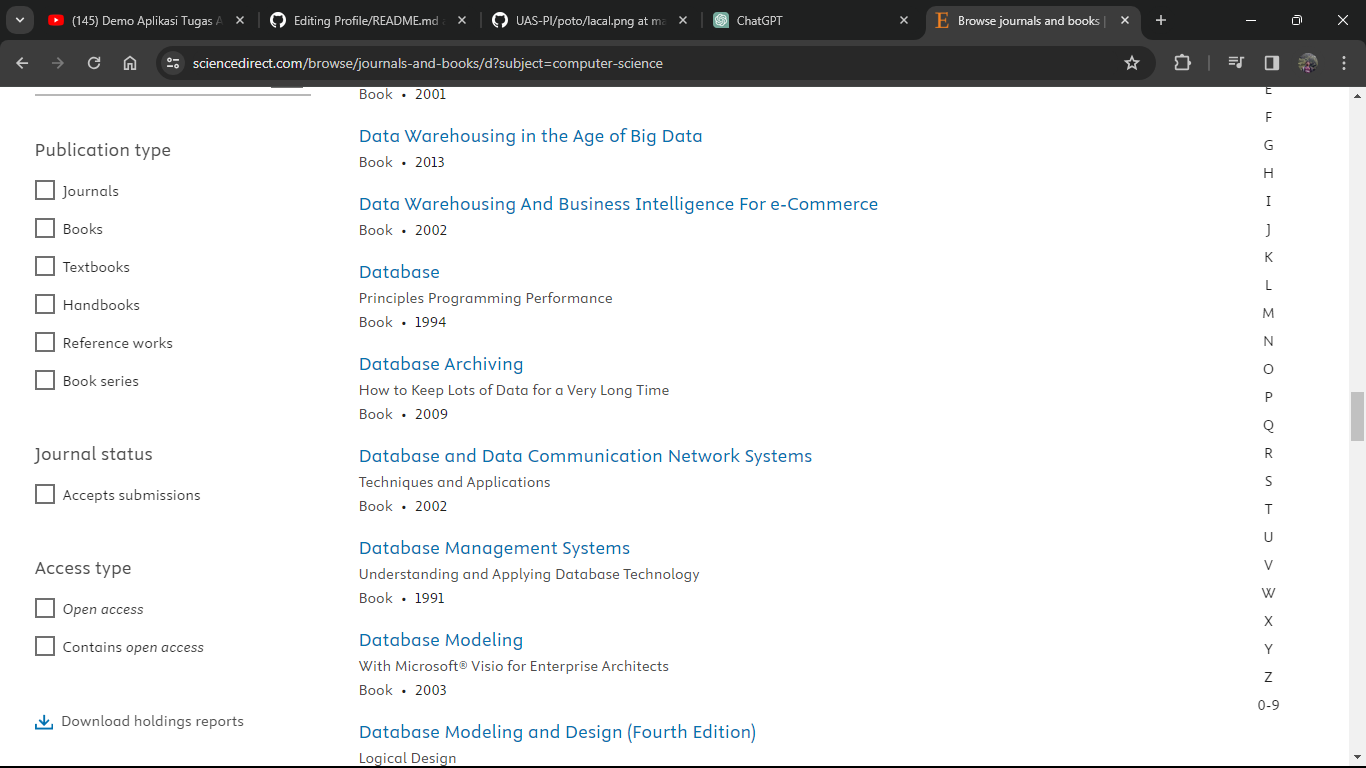 (145) Demo Aplikasi Tugas A
Editing Profile/README.md
UAS-PI/poto/lacal.png at ma
ChatGPT
Browse journals and books |
sciencedirect.com/browse/journals-and-books/d?subject=computer-science
Publication type
Journals
Books
Textbooks
Handbooks
Reference works
Book series
Journal status
Accepts submissions
Access type
Open access
Contains open access
Download holdings reports
Book • 2001
Data Warehousing in the Age of Big Data
Book • 2013
Data Warehousing And Business Intelligence For e-Commerce
Book • 2002
Database
Principles Programming Performance
Book • 1994
Database Archiving
How to Keep Lots of Data for a Very Long Time
Book • 2009
Database and Data Communication Network Systems
Techniques and Applications
Book • 2002
Database Management Systems
Understanding and Applying Database Technology
Book • 1991
Database Modeling
With Microsoft® Visio for Enterprise Architects
Book • 2003
Database Modeling and Design (Fourth Edition)
Logical Design
E
F
G
H
I
J
K
L
M
N
O
P
Q
R
S
T
U
V
W
X
Y
Z
0-9